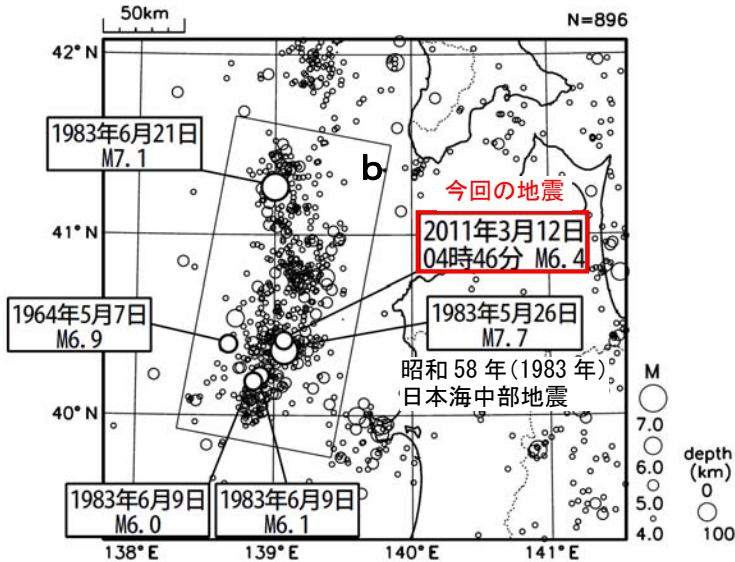 50km
N=896
42°N
1983年6月21日
M7.1
b
今回の地震
2011年3月12日
04時46分 M6.4
41°N
1964年5月7日
M6.9
1983年5月26日
M7.7
昭和 58 年(1983 年)
日本海中部地震
40°N
M
7.0
6.0
5.0
4.0
depth
(km)
0
100
1983年6月9日
M6.0
1983年6月9日
M6.1
138°E
139°E
140°E
141°E